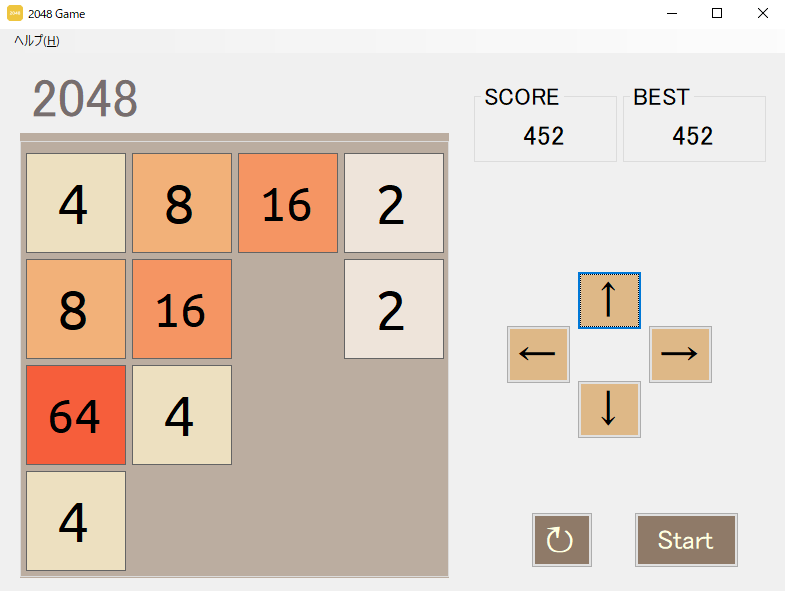 2048 Game
ヘルプ(H)
2048
SCORE
452
BEST
452
4 8 16 2
8 16 2
64 4
4
↑
← →
↓
↻ Start